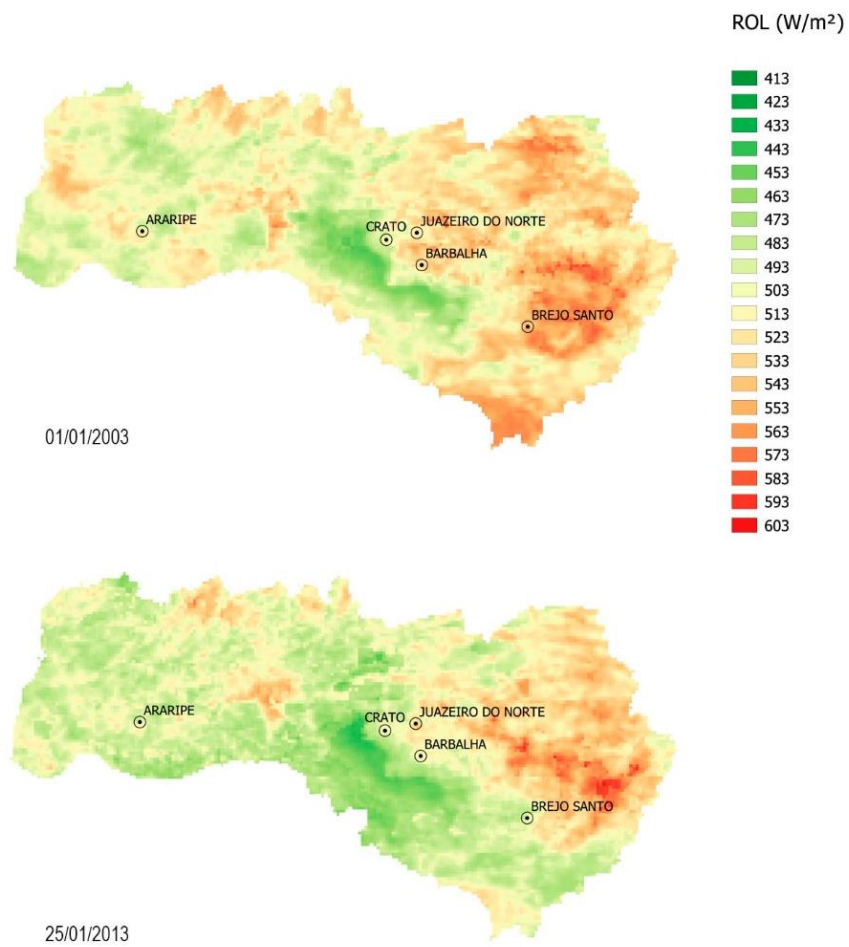 ROL (W/m²)
413
423
433
443
453
463
473
483
493
503
513
523
533
543
553
563
573
583
593
603
ARARIPE
CRATO
JUAZEIRO DO NORTE
BARBALHA
BREJO SANTO
01/01/2003
ARARIPE
CRATO
JUAZEIRO DO NORTE
BARBALHA
BREJO SANTO
25/01/2013